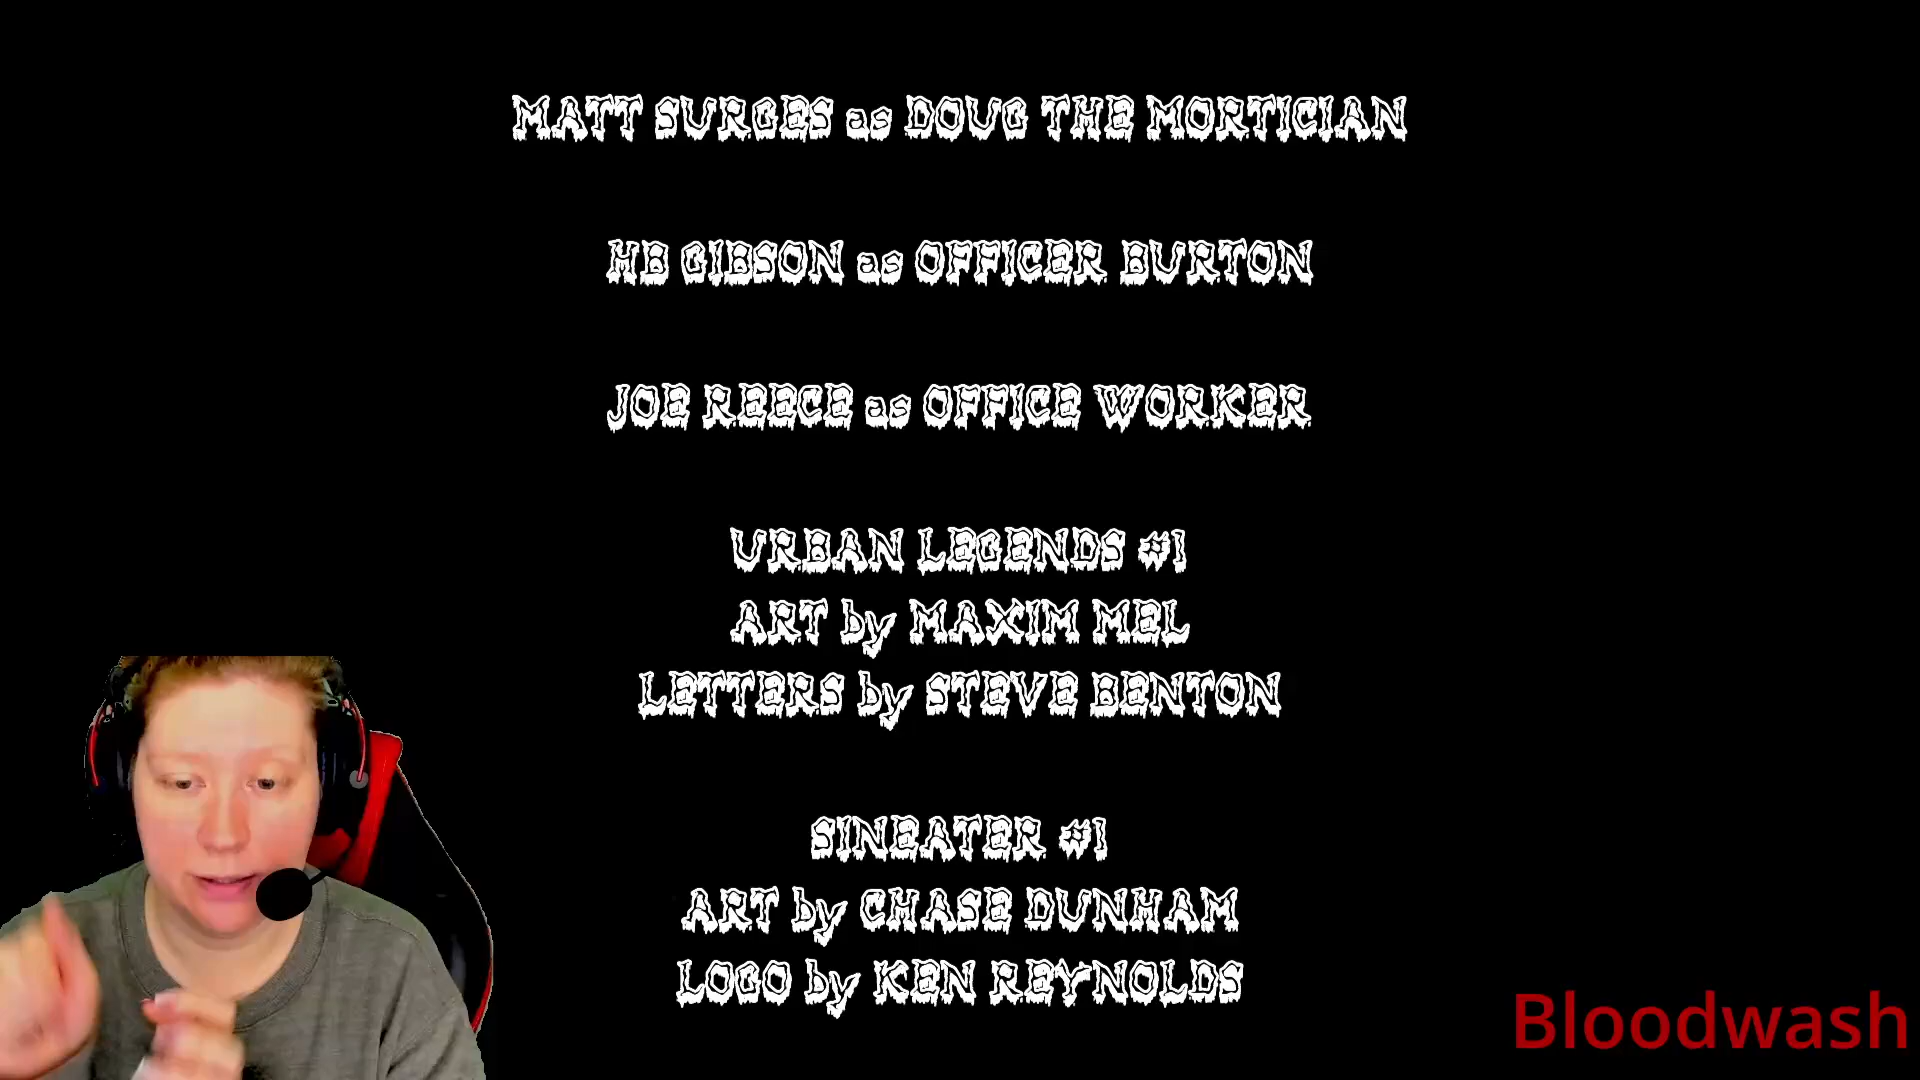 MATT SURGES as DOUG THE MORTICIAN
HB GIBSON as OFFICER BURTON
JOE REECE as OFFICE WORKER
URBAN LEGENDS #1
ART by MAXIM MEL
LETTERS by STEVE BENTON
SINEATER #1
ART by CHASE DUNHAM
LOGO by KEN REYNOLDS
Bloodwash